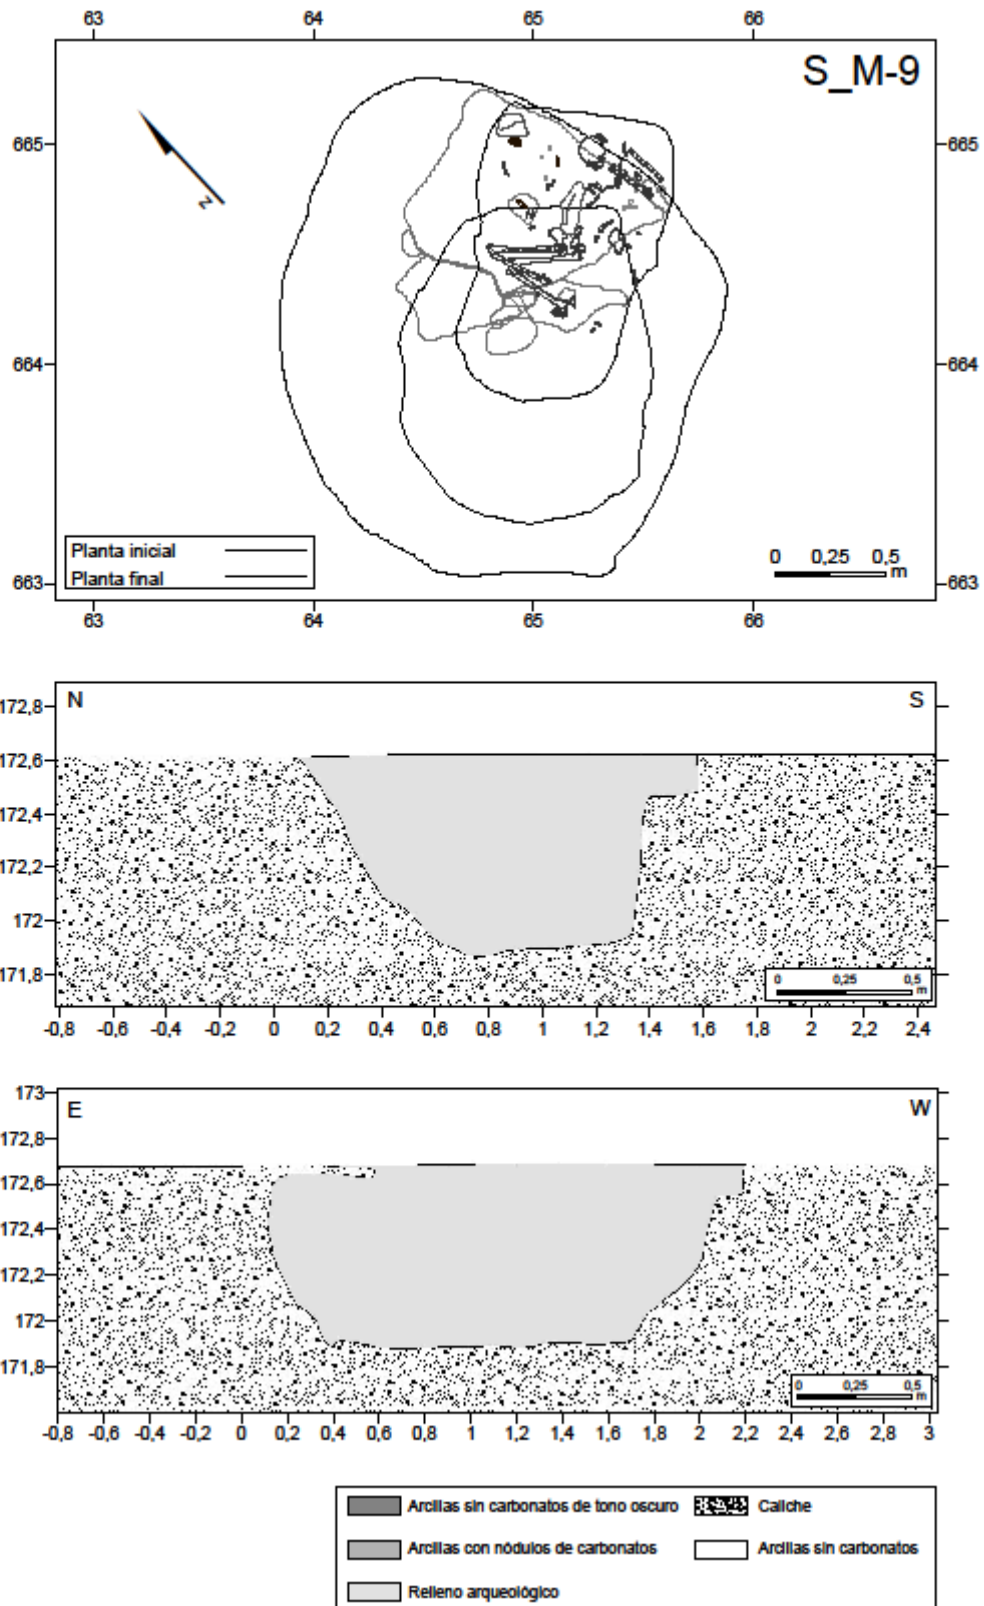 63 64 65 66
S_M-9
665 665
z
664 664
Planta inicial
Planta final
0 0,25 0,5
m
663 663
63 64 65 66
N S
172,8
172,6
172,4
172,2
172
171,8
0 0,25 0,5
m
-0,8 -0,6 -0,4 -0,2 0 0,2 0,4 0,6 0,8 1 1,2 1,4 1,6 1,8 2 2,2 2,4
173
E W
172,8
172,6
172,4
172,2
172
171,8
0 0,25 0,5
m
-0,8 -0,6 -0,4 -0,2 0 0,2 0,4 0,6 0,8 1 1,2 1,4 1,6 1,8 2 2,2 2,4 2,6 2,8 3
Arcillas sin carbonatos de tono oscuro Caliche
Arcillas con nódulos de carbonatos Arcillas sin carbonatos
Relleno arqueológico